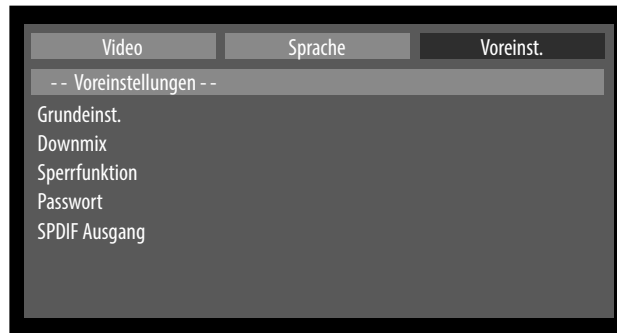 Video Sprache Voreinst.
-- Voreinstellungen --
Grundeinst.
Downmix
Sperrfunktion
Passwort
SPDIF Ausgang